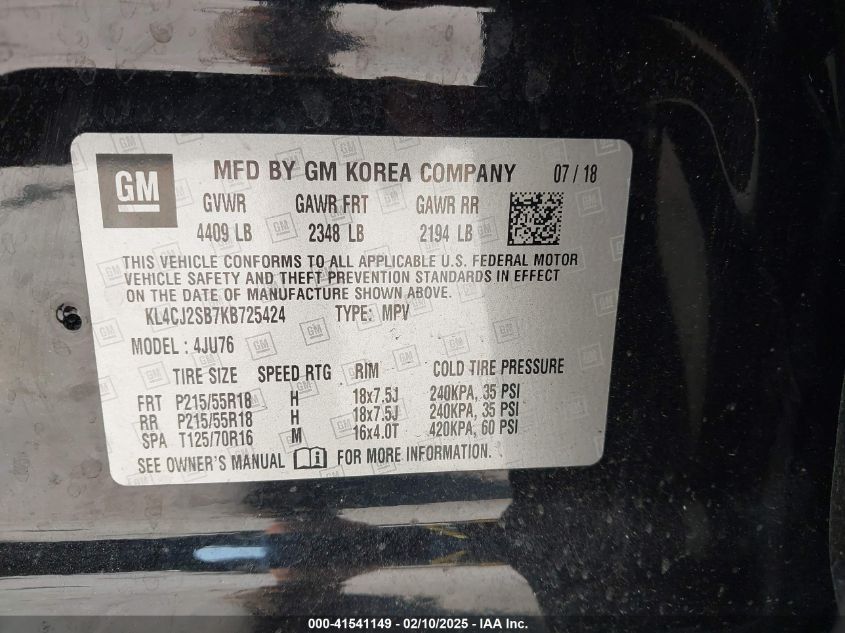 GM
MFD BY GM KOREA COMPANY 07 / 18
GVWR GAWR FRT GAWR RR
4409 LB 2348 LB 2194 LB
THIS VEHICLE CONFORMS TO ALL APPLICABLE U.S. FEDERAL MOTOR
VEHICLE SAFETY AND THEFT PREVENTION STANDARDS IN EFFECT
ON THE DATE OF MANUFACTURE SHOWN ABOVE.
KL4CJ2SB7KB725424 TYPE: MPV
MODEL : 4JU76
TIRE SIZE SPEED RTG RIM COLD TIRE PRESSURE
FRT P215/55R18 H 18x7.5J 240KPA, 35 PSI
RR P215/55R18 H 18x7.5J 240KPA, 35 PSI
SPA T125/70R16 M 16x4.0T 420KPA, 60 PSI
SEE OWNER'S MANUAL FOR MORE INFORMATION.
000-41541149 - 02/10/2025 - © IAA Inc.